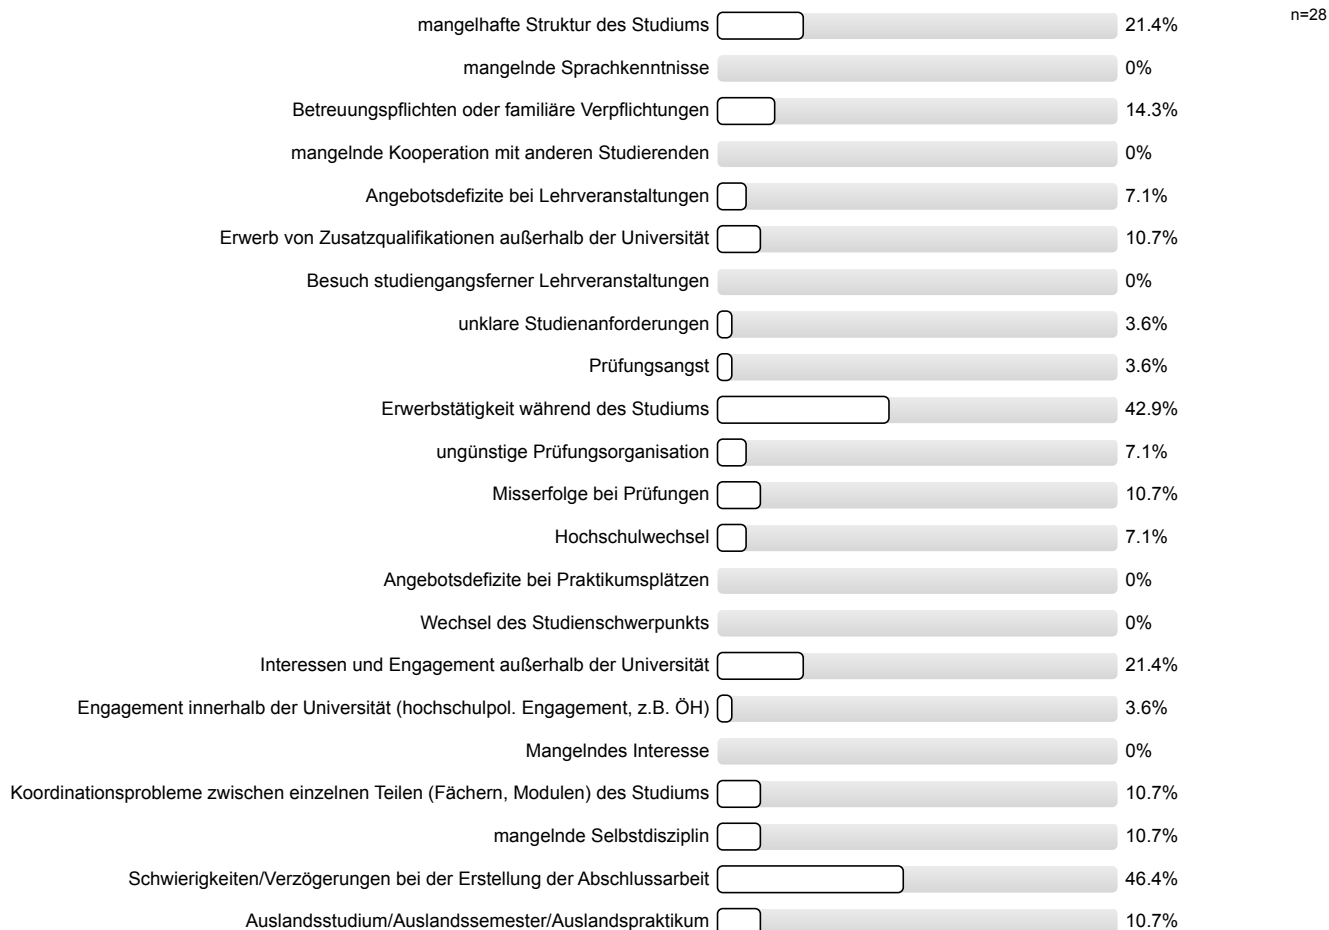 mangelhafte Struktur des Studiums 21.4% n=28
mangelnde Sprachkenntnisse 0%
Betreuungspflichten oder familiäre Verpflichtungen 14.3%
mangelnde Kooperation mit anderen Studierenden 0%
Angebotsdefizite bei Lehrveranstaltungen 7.1%
Erwerb von Zusatzqualifikationen außerhalb der Universität 10.7%
Besuch studiengangsferner Lehrveranstaltungen 0%
unklare Studienanforderungen 3.6%
Prüfungsangst 3.6%
Erwerbstätigkeit während des Studiums 42.9%
ungünstige Prüfungsorganisation 7.1%
Misserfolge bei Prüfungen 10.7%
Hochschulwechsel 7.1%
Angebotsdefizite bei Praktikumsplätzen 0%
Wechsel des Studienschwerpunkts 0%
Interessen und Engagement außerhalb der Universität 21.4%
Engagement innerhalb der Universität (hochschulpol. Engagement, z.B. ÖH) 3.6%
Mangelndes Interesse 0%
Koordinationsprobleme zwischen einzelnen Teilen (Fächern, Modulen) des Studiums 10.7%
mangelnde Selbstdisziplin 10.7%
Schwierigkeiten/Verzögerungen bei der Erstellung der Abschlussarbeit 46.4%
Auslandsstudium/Auslandssemester/Auslandspraktikum 10.7%